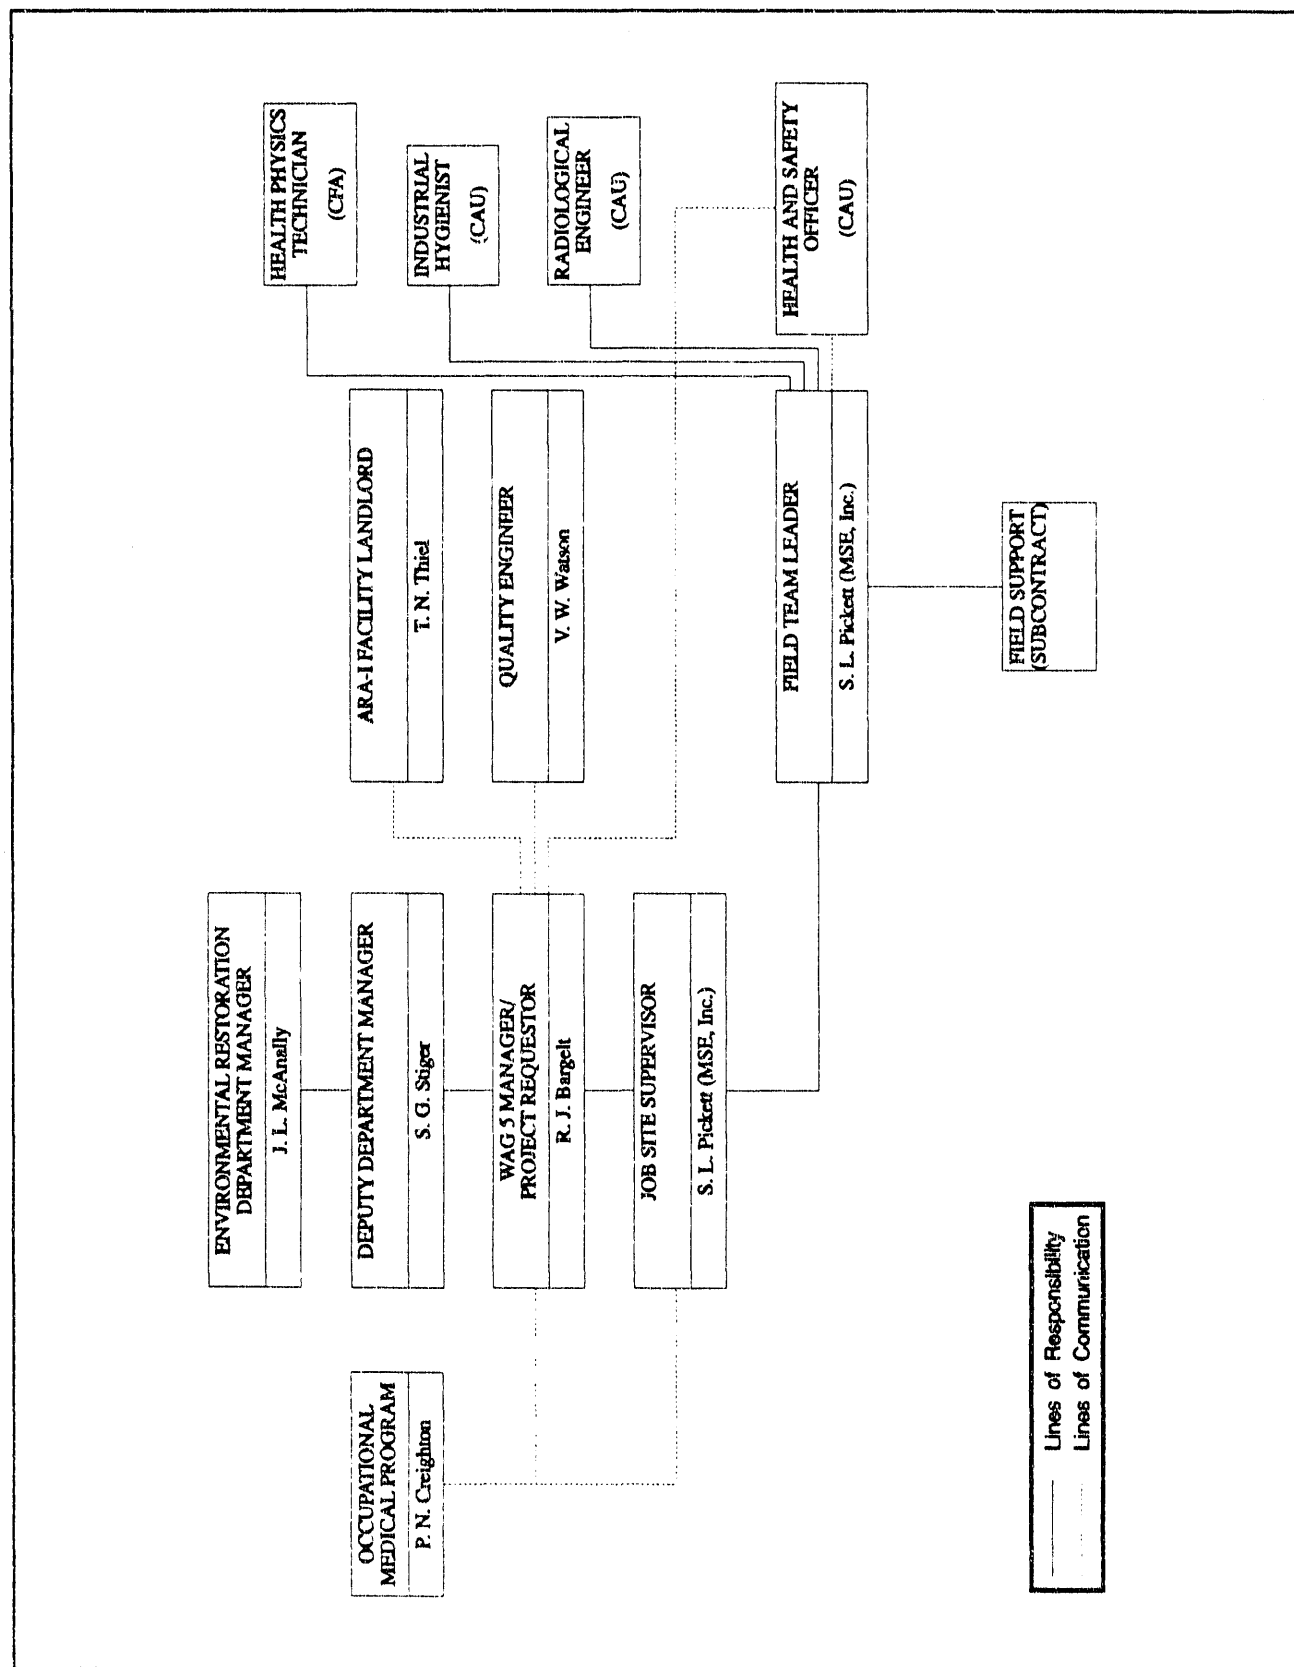 ENVIRONMENTAL RESTORATION
DEPARTMENT MANAGER
J. L. McAnally
OCCUPATIONAL
MEDICAL PROGRAM
P. N. Creighton
DEPUTY DEPARTMENT MANAGER
S. G. Stiger
ARA-I FACILITY LANDLORD
T. N. Thiel
HEALTH PHYSICS
TECHNICIAN
(CFA)
WAG 5 MANAGER/
PROJECT REQUESTOR
R. J. Bargelt
QUALITY ENGINEER
V. W. Watson
INDUSTRIAL
HYGIENIST
(CAU)
RADIOLOGICAL
ENGINEER
(CAU)
JOB SITE SUPERVISOR
S. L. Pickett (MSE, Inc.)
FIELD TEAM LEADER
S. L. Pickett (MSE, Inc.)
HEALTH AND SAFETY
OFFICER
(CAU)
FIELD SUPPORT
(SUBCONTRACT)
Lines of Responsibility
Lines of Communication